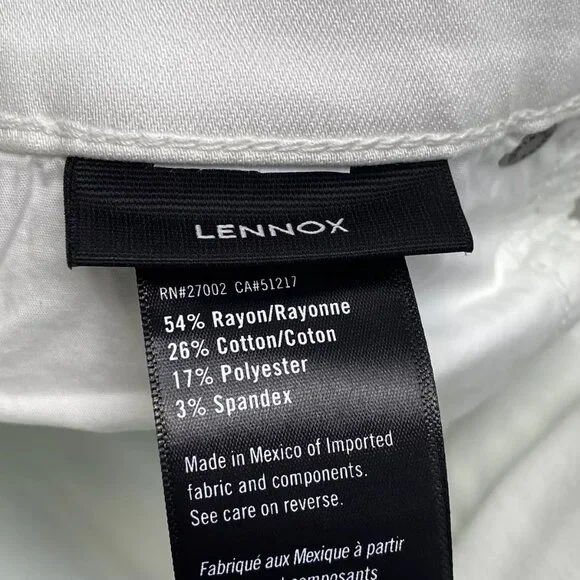 LENNOX
RN#27002 CA#51217
54% Rayon/Rayonne
26% Cotton/Coton
17% Polyester
3% Spandex
Made in Mexico of Imported
fabric and components.
See care on reverse.
Fabriqué aux Mexique à partir
composants